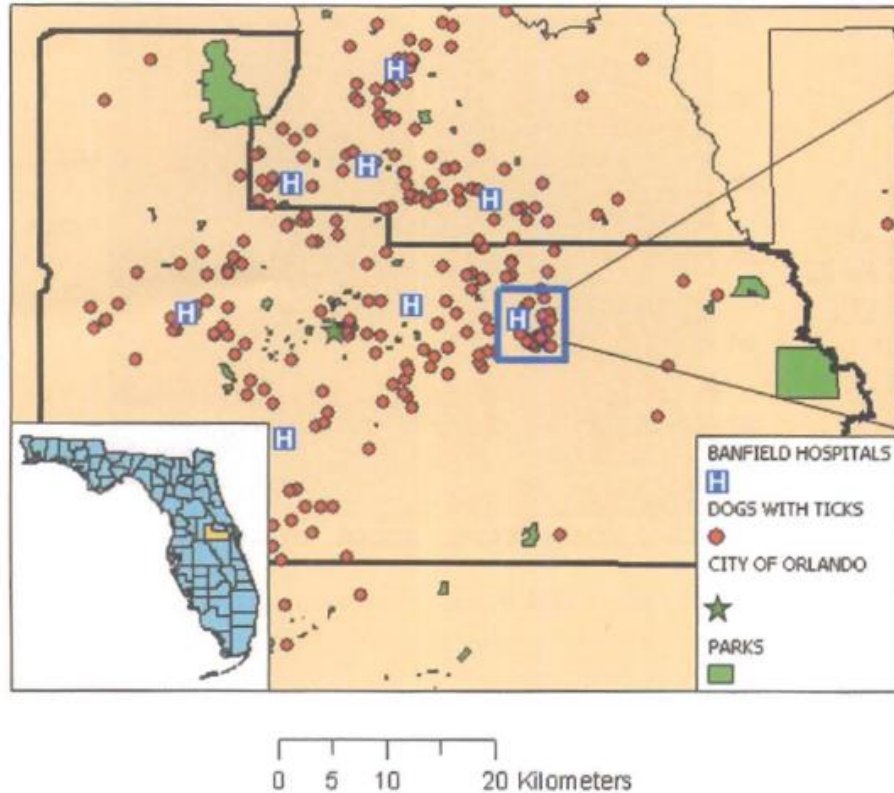 H
H
H
H
H
H
H
H
BANFIELD HOSPITALS
H
DOGS WITH TICKS
CITY OF ORLANDO
PARKS
0 5 10 20 Kilometers